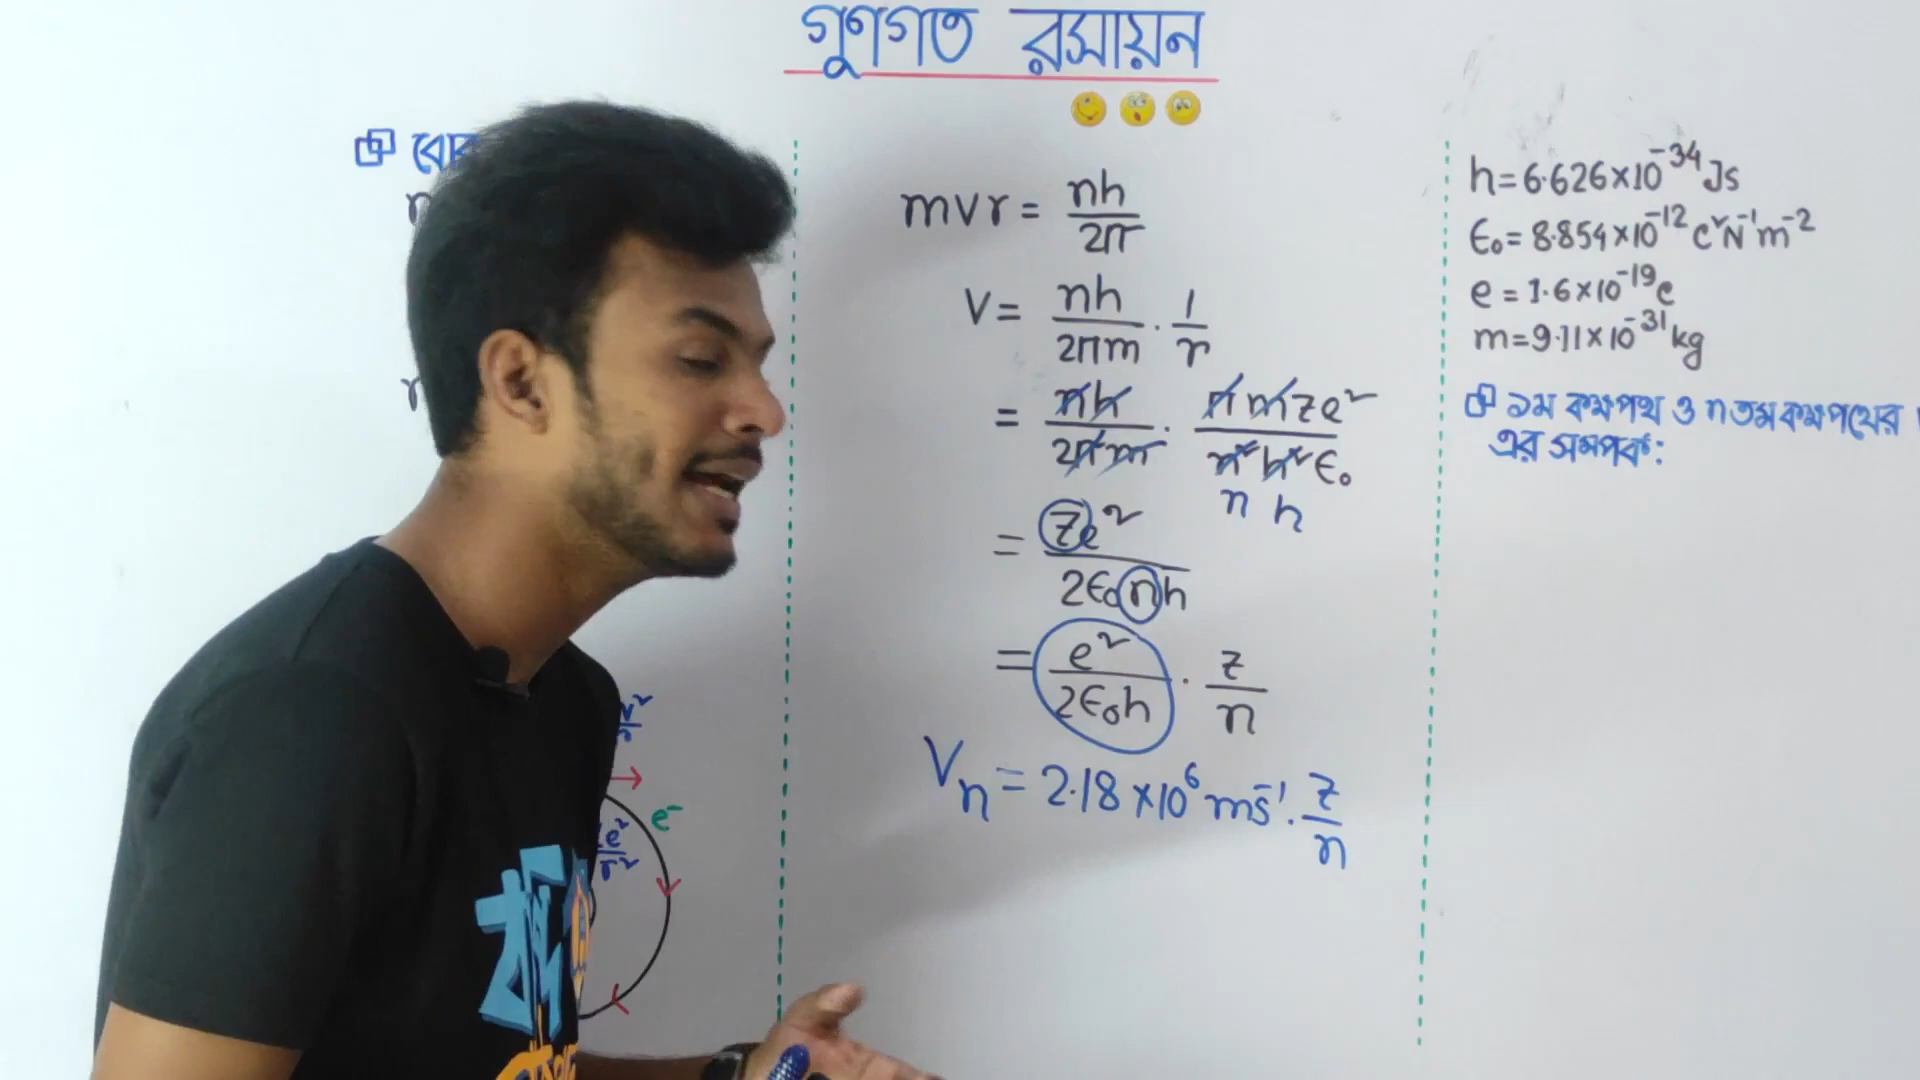 গুণগত রসায়ন
mvr = nh/2π
V = nh/2πm · 1/r
= nh/2πm · πmze²/n²h²ϵ₀
n h
= ze²/2ϵ₀nh
= e²/2ϵ₀h · z/n
Vₙ = 2.18×10⁶ ms⁻¹ · z/n
h = 6.626×10⁻³⁴ Js
ϵ₀ = 8.854×10⁻¹² C²N⁻¹m⁻²
e = 1.6×10⁻¹⁹ C
m = 9.11×10⁻³¹ kg
১ম কক্ষপথ ও n তম কক্ষপথের
এর সম্পর্ক:
e⁻